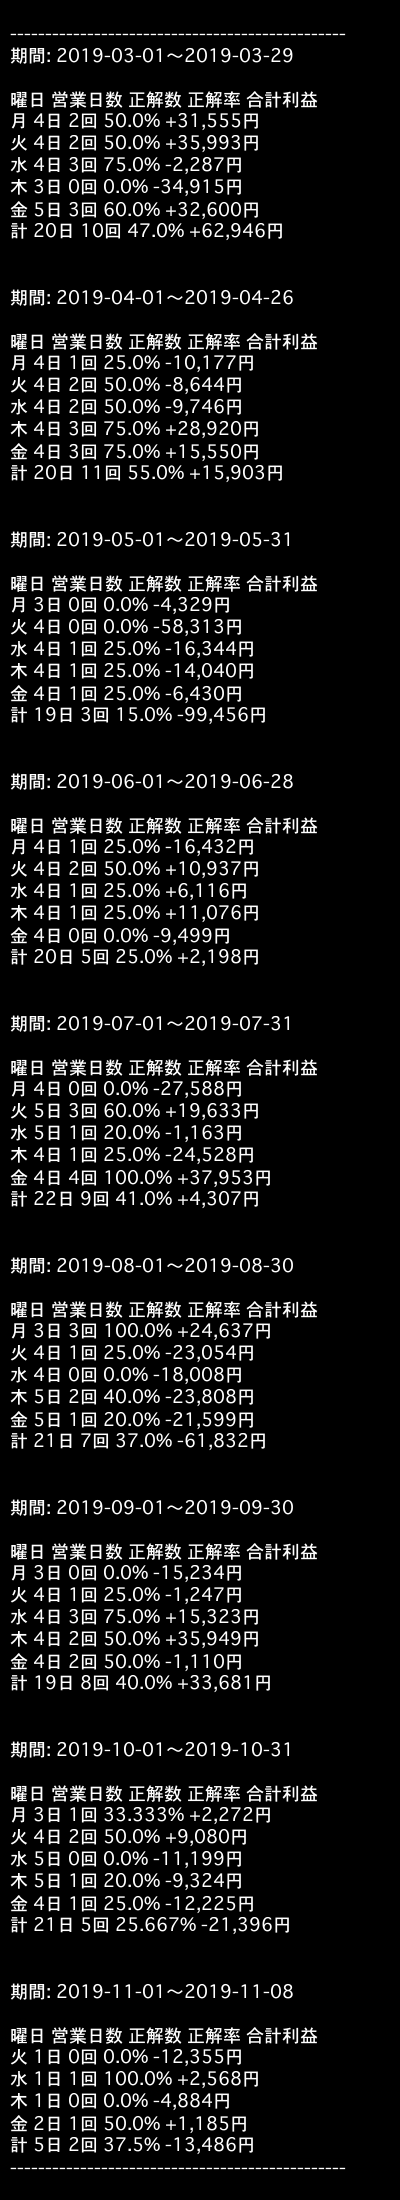 ------------------------------------------------
期間: 2019-03-01〜2019-03-29
曜日 営業日数 正解数 正解率 合計利益
月 4日 2回 50.0% +31,555円
火 4日 2回 50.0% +35,993円
水 4日 3回 75.0% -2,287円
木 3日 0回 0.0% -34,915円
金 5日 3回 60.0% +32,600円
計 20日 10回 47.0% +62,946円
期間: 2019-04-01〜2019-04-26
曜日 営業日数 正解数 正解率 合計利益
月 4日 1回 25.0% -10,177円
火 4日 2回 50.0% -8,644円
水 4日 2回 50.0% -9,746円
木 4日 3回 75.0% +28,920円
金 4日 3回 75.0% +15,550円
計 20日 11回 55.0% +15,903円
期間: 2019-05-01〜2019-05-31
曜日 営業日数 正解数 正解率 合計利益
月 3日 0回 0.0% -4,329円
火 4日 0回 0.0% -58,313円
水 4日 1回 25.0% -16,344円
木 4日 1回 25.0% -14,040円
金 4日 1回 25.0% -6,430円
計 19日 3回 15.0% -99,456円
期間: 2019-06-01〜2019-06-28
曜日 営業日数 正解数 正解率 合計利益
月 4日 1回 25.0% -16,432円
火 4日 2回 50.0% +10,937円
水 4日 1回 25.0% +6,116円
木 4日 1回 25.0% +11,076円
金 4日 0回 0.0% -9,499円
計 20日 5回 25.0% +2,198円
期間: 2019-07-01〜2019-07-31
曜日 営業日数 正解数 正解率 合計利益
月 4日 0回 0.0% -27,588円
火 5日 3回 60.0% +19,633円
水 5日 1回 20.0% -1,163円
木 4日 1回 25.0% -24,528円
金 4日 4回 100.0% +37,953円
計 22日 9回 41.0% +4,307円
期間: 2019-08-01〜2019-08-30
曜日 営業日数 正解数 正解率 合計利益
月 3日 3回 100.0% +24,637円
火 4日 1回 25.0% -23,054円
水 4日 0回 0.0% -18,008円
木 5日 2回 40.0% -23,808円
金 5日 1回 20.0% -21,599円
計 21日 7回 37.0% -61,832円
期間: 2019-09-01〜2019-09-30
曜日 営業日数 正解数 正解率 合計利益
月 3日 0回 0.0% -15,234円
火 4日 1回 25.0% -1,247円
水 4日 3回 75.0% +15,323円
木 4日 2回 50.0% +35,949円
金 4日 2回 50.0% -1,110円
計 19日 8回 40.0% +33,681円
期間: 2019-10-01〜2019-10-31
曜日 営業日数 正解数 正解率 合計利益
月 3日 1回 33.333% +2,272円
火 4日 2回 50.0% +9,080円
水 5日 0回 0.0% -11,199円
木 5日 1回 20.0% -9,324円
金 4日 1回 25.0% -12,225円
計 21日 5回 25.667% -21,396円
期間: 2019-11-01〜2019-11-08
曜日 営業日数 正解数 正解率 合計利益
火 1日 0回 0.0% -12,355円
水 1日 1回 100.0% +2,568円
木 1日 0回 0.0% -4,884円
金 2日 1回 50.0% +1,185円
計 5日 2回 37.5% -13,486円
------------------------------------------------